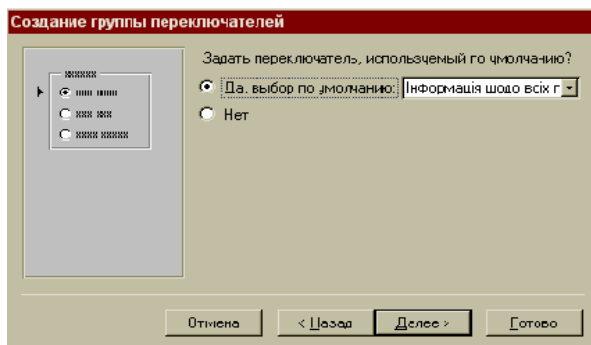 Создание группы переключателей
Задать переключатель, используемый по умолчанию?
Да, выбор по умолчанию: Інформація щодо всіх г
Нет
Отмена < Назад Далее > Готово